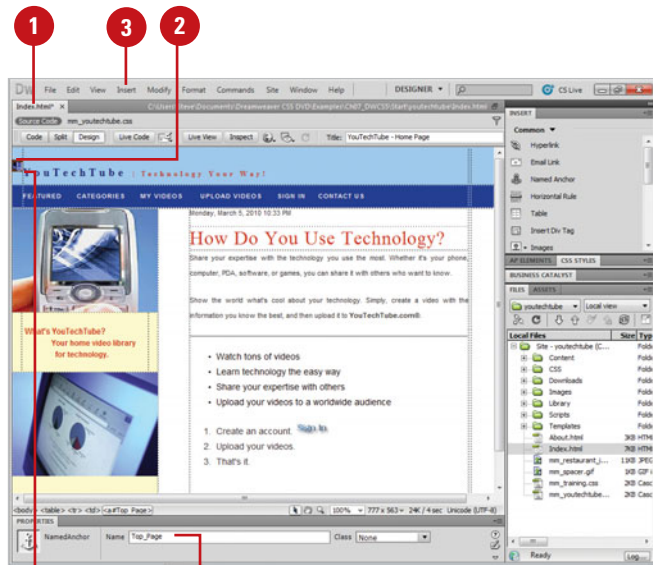 1
3
2
DW File Edit View Insert Modify Format Commands Site Window Help DESIGNER CS Live
Index.html* × C:\Users\Steve\Documents\Dreamweaver CS5 DVD\Examples\Ch07_DWCS5\Start\youtechtube\Index.html
Source Code mm_youtechtube.css
Code Split Design Live Code Live View Inspect Title: YouTechTube - Home Page
YouTechTube : Technology Your Way!
FEATURED CATEGORIES MY VIDEOS UPLOAD VIDEOS SIGN IN CONTACT US
Monday, March 5, 2010 10:33 PM
How Do You Use Technology?
Share your expertise with the technology you use the most. Whether it's your phone,
computer, PDA, software, or games, you can share it with others who want to know.
Show the world what's cool about your technology. Simply, create a video with the
information you know the best, and then upload it to YouTechTube.com®:
What's YouTechTube?
Your home video library
for technology.
• Watch tons of videos
• Learn technology the easy way
• Share your expertise with others
• Upload your videos to a worldwide audience
1. Create an account. Sign In
2. Upload your videos.
3. That's it.
<body> <table> <tr> <td> <a#Top_Page> 100% 777 x 563 24K / 4 sec Unicode (UTF-8)
PROPERTIES
NamedAnchor Name Top_Page Class None
INSERT
Common
Hyperlink
Email Link
Named Anchor
Horizontal Rule
Table
Insert Div Tag
Images
AP ELEMENTS CSS STYLES
BUSINESS CATALYST
FILES ASSETS
youtechtube Local view
Local Files Size Typ
Site - youtechtube (C... Folde
Content Folde
CSS Folde
Downloads Folde
Images Folde
Library Folde
Scripts Folde
Templates Folde
About.html 3KB HTM
Index.html 7KB HTM
mm_restaurant_i... 11KB JPEG
mm_spacer.gif 1KB GIF i
mm_training.css 2KB Casc
mm_youtechtube... 2KB Casc
Ready Log...